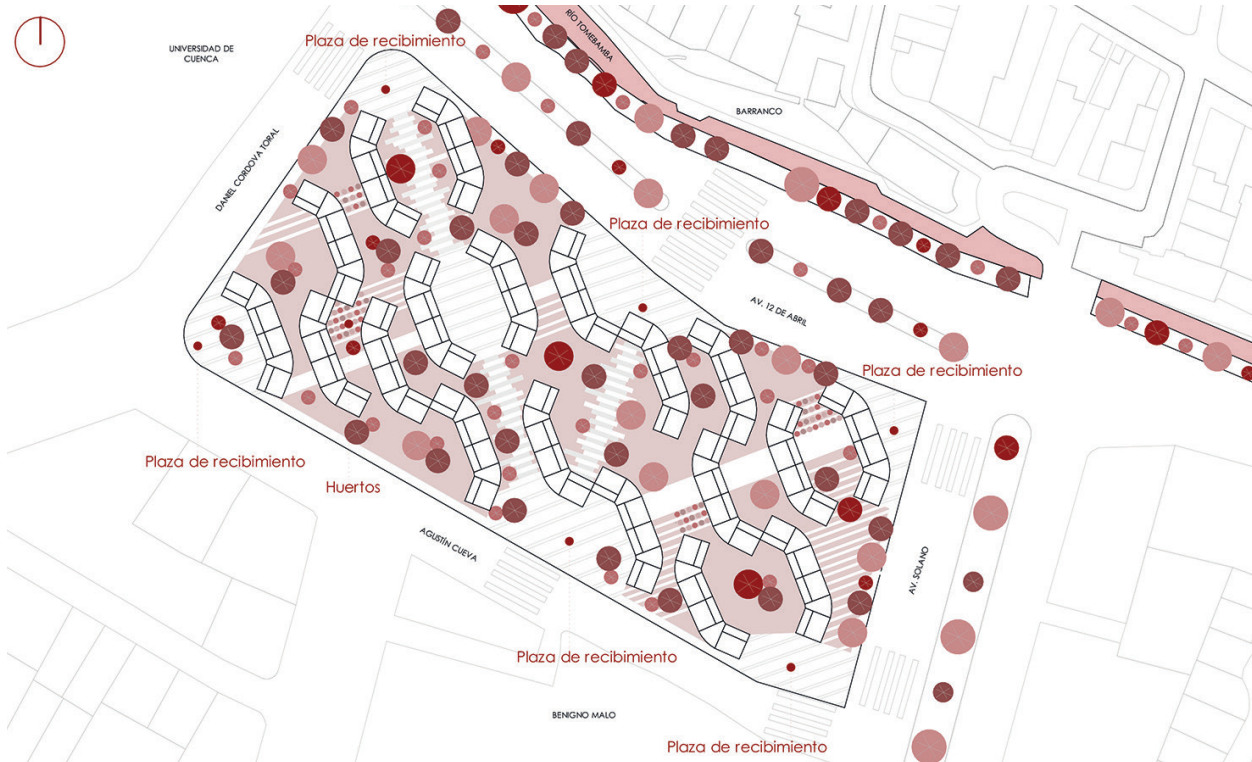 RÍO TOMEBAMBA
Plaza de recibimiento
UNIVERSIDAD DE
CUENCA
BARRANCO
DANIEL CORDOVA TORAL
Plaza de recibimiento
AV. 12 DE ABRIL
Plaza de recibimiento
Plaza de recibimiento
Huertos
AGUSTÍN CUEVA
AV. SOLANO
Plaza de recibimiento
BENIGNO MALO
Plaza de recibimiento